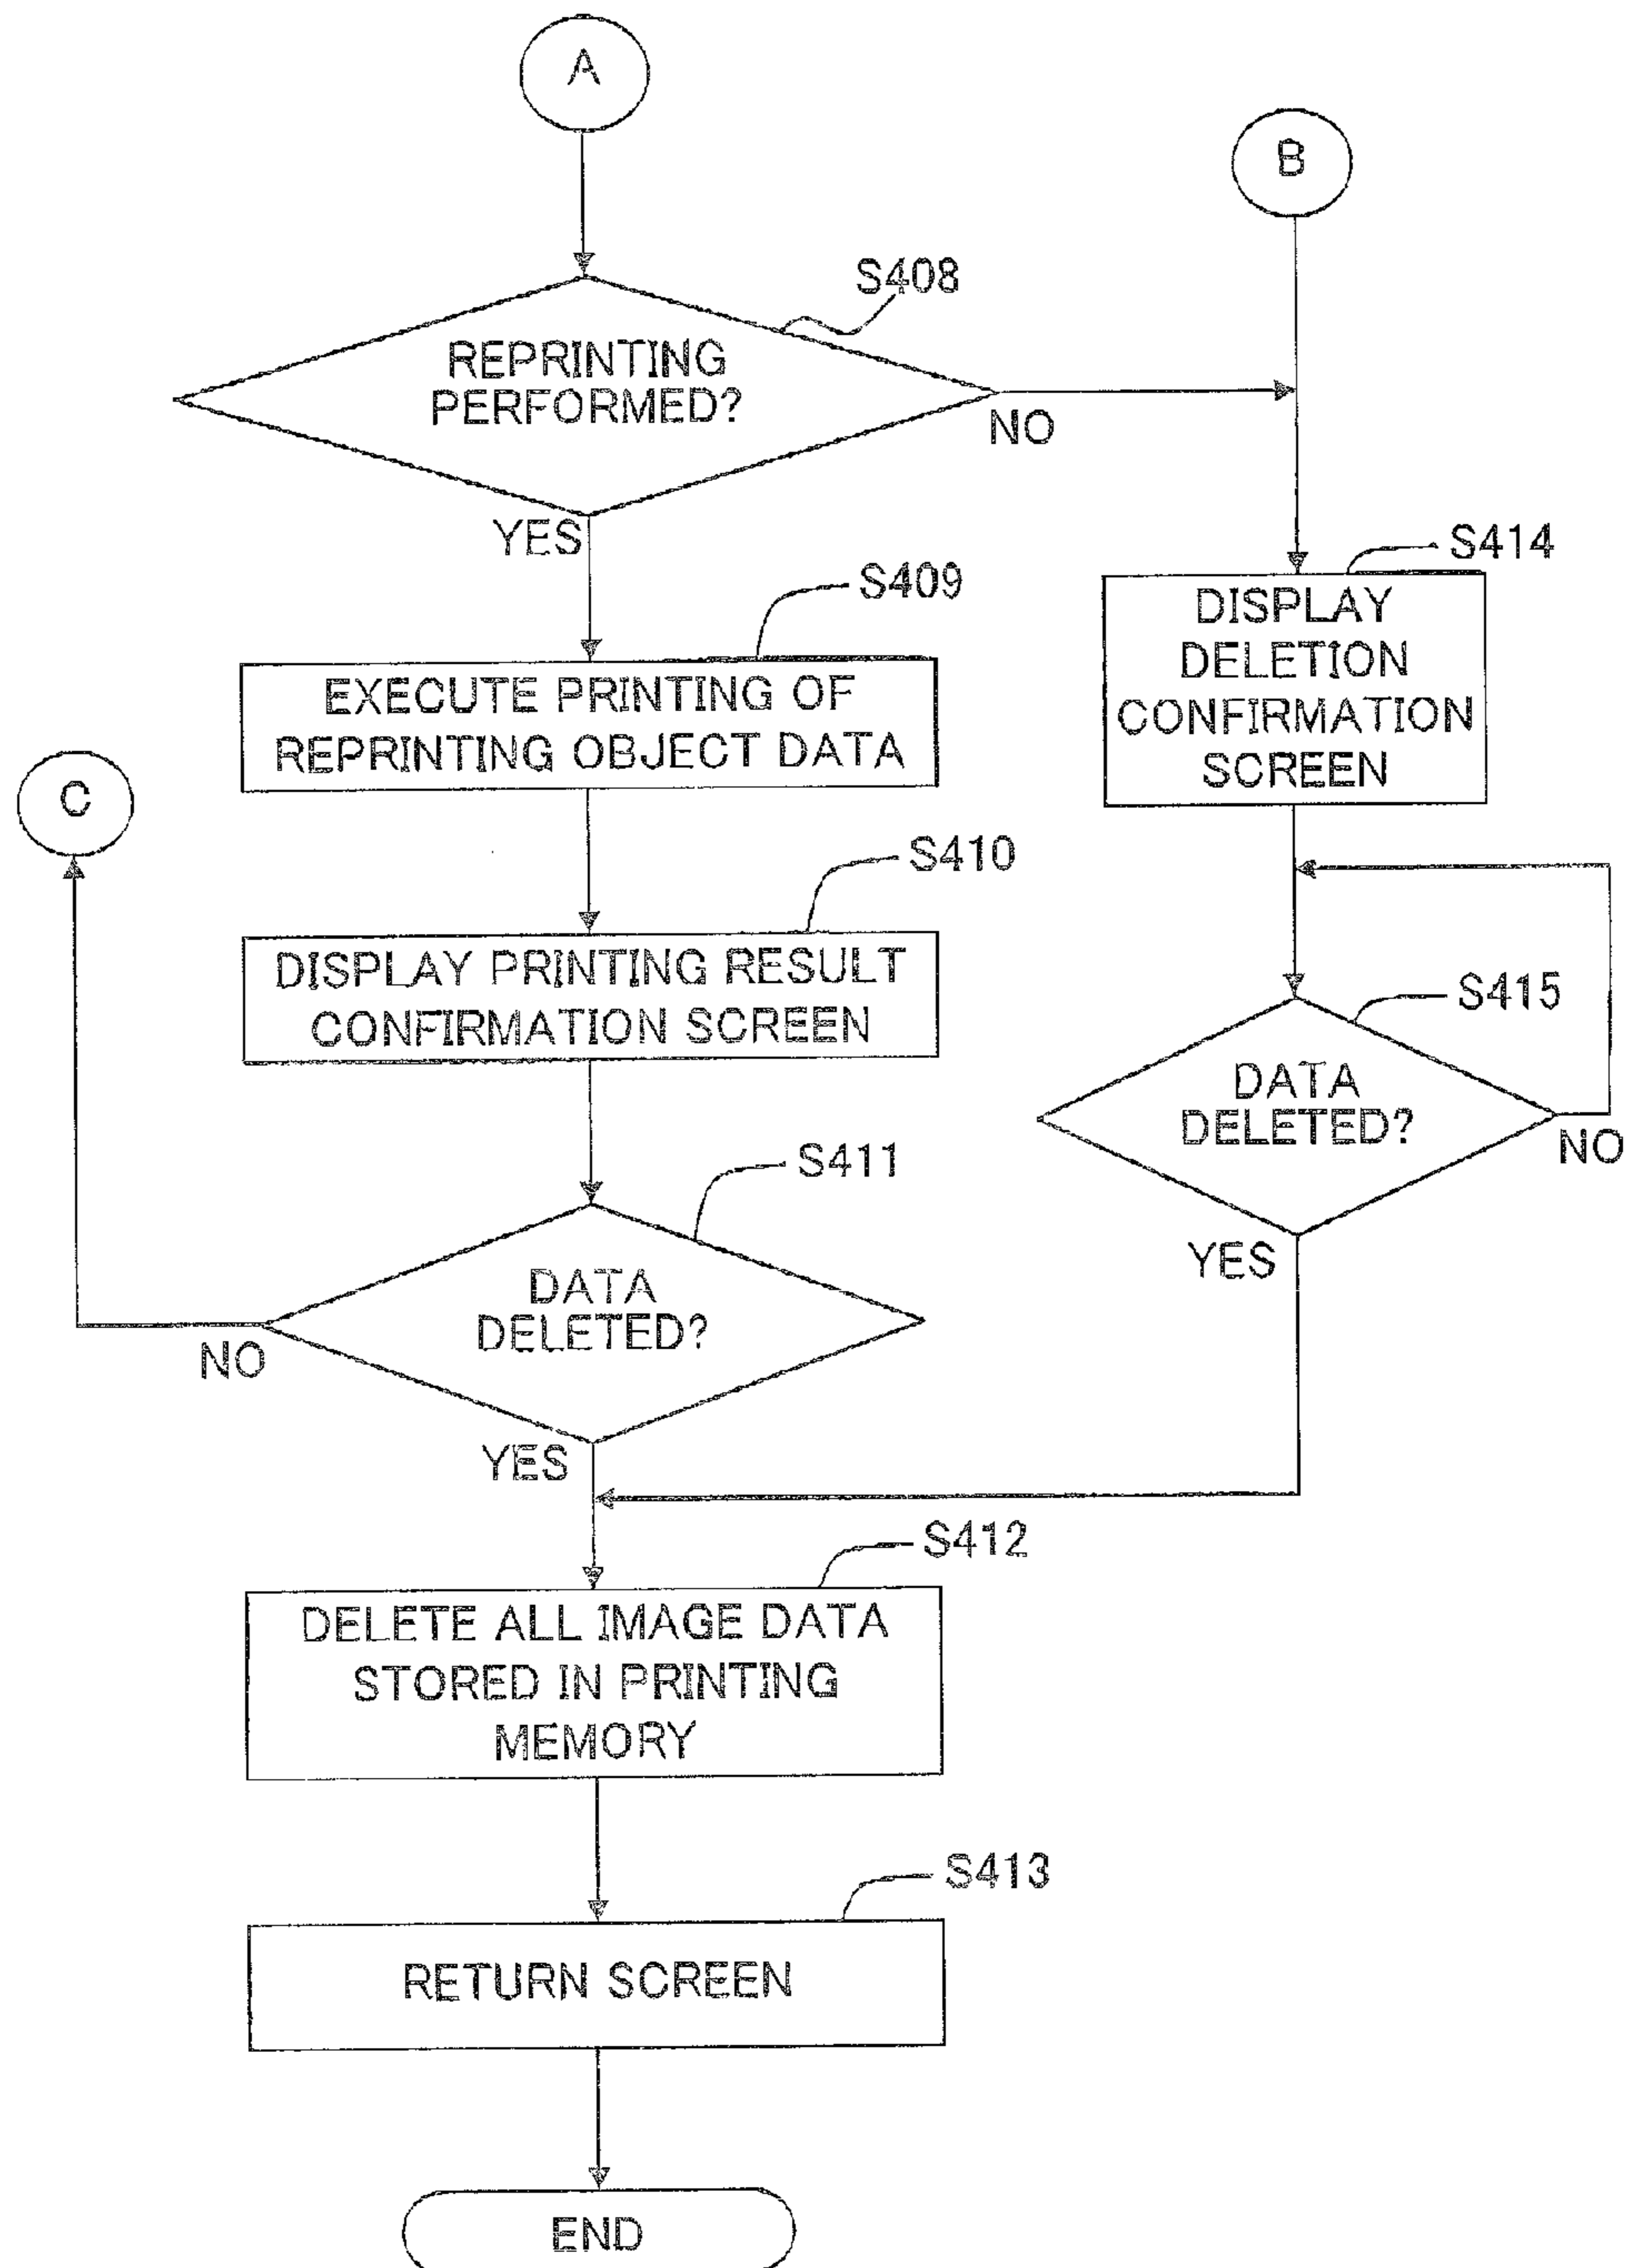 A
B
S408
REPRINTING
PERFORMED?
NO
YES
S409
EXECUTE PRINTING OF
REPRINTING OBJECT DATA
S414
DISPLAY
DELETION
CONFIRMATION
SCREEN
C
S410
DISPLAY PRINTING RESULT
CONFIRMATION SCREEN
S415
DATA
DELETED?
NO
YES
S411
DATA
DELETED?
NO
YES
S412
DELETE ALL IMAGE DATA
STORED IN PRINTING
MEMORY
S413
RETURN SCREEN
END